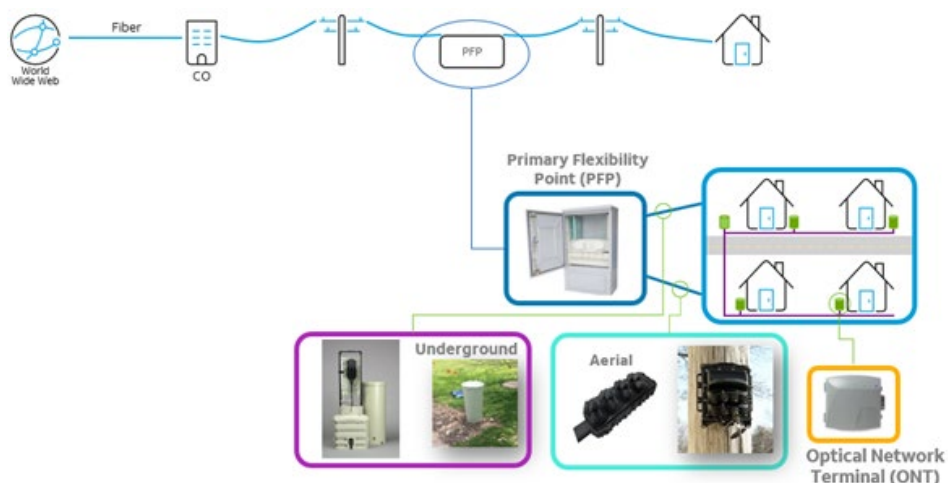 Fiber
World
Wide Web
CO
PFP
Primary Flexibility
Point (PFP)
Underground
Aerial
Optical Network
Terminal (ONT)